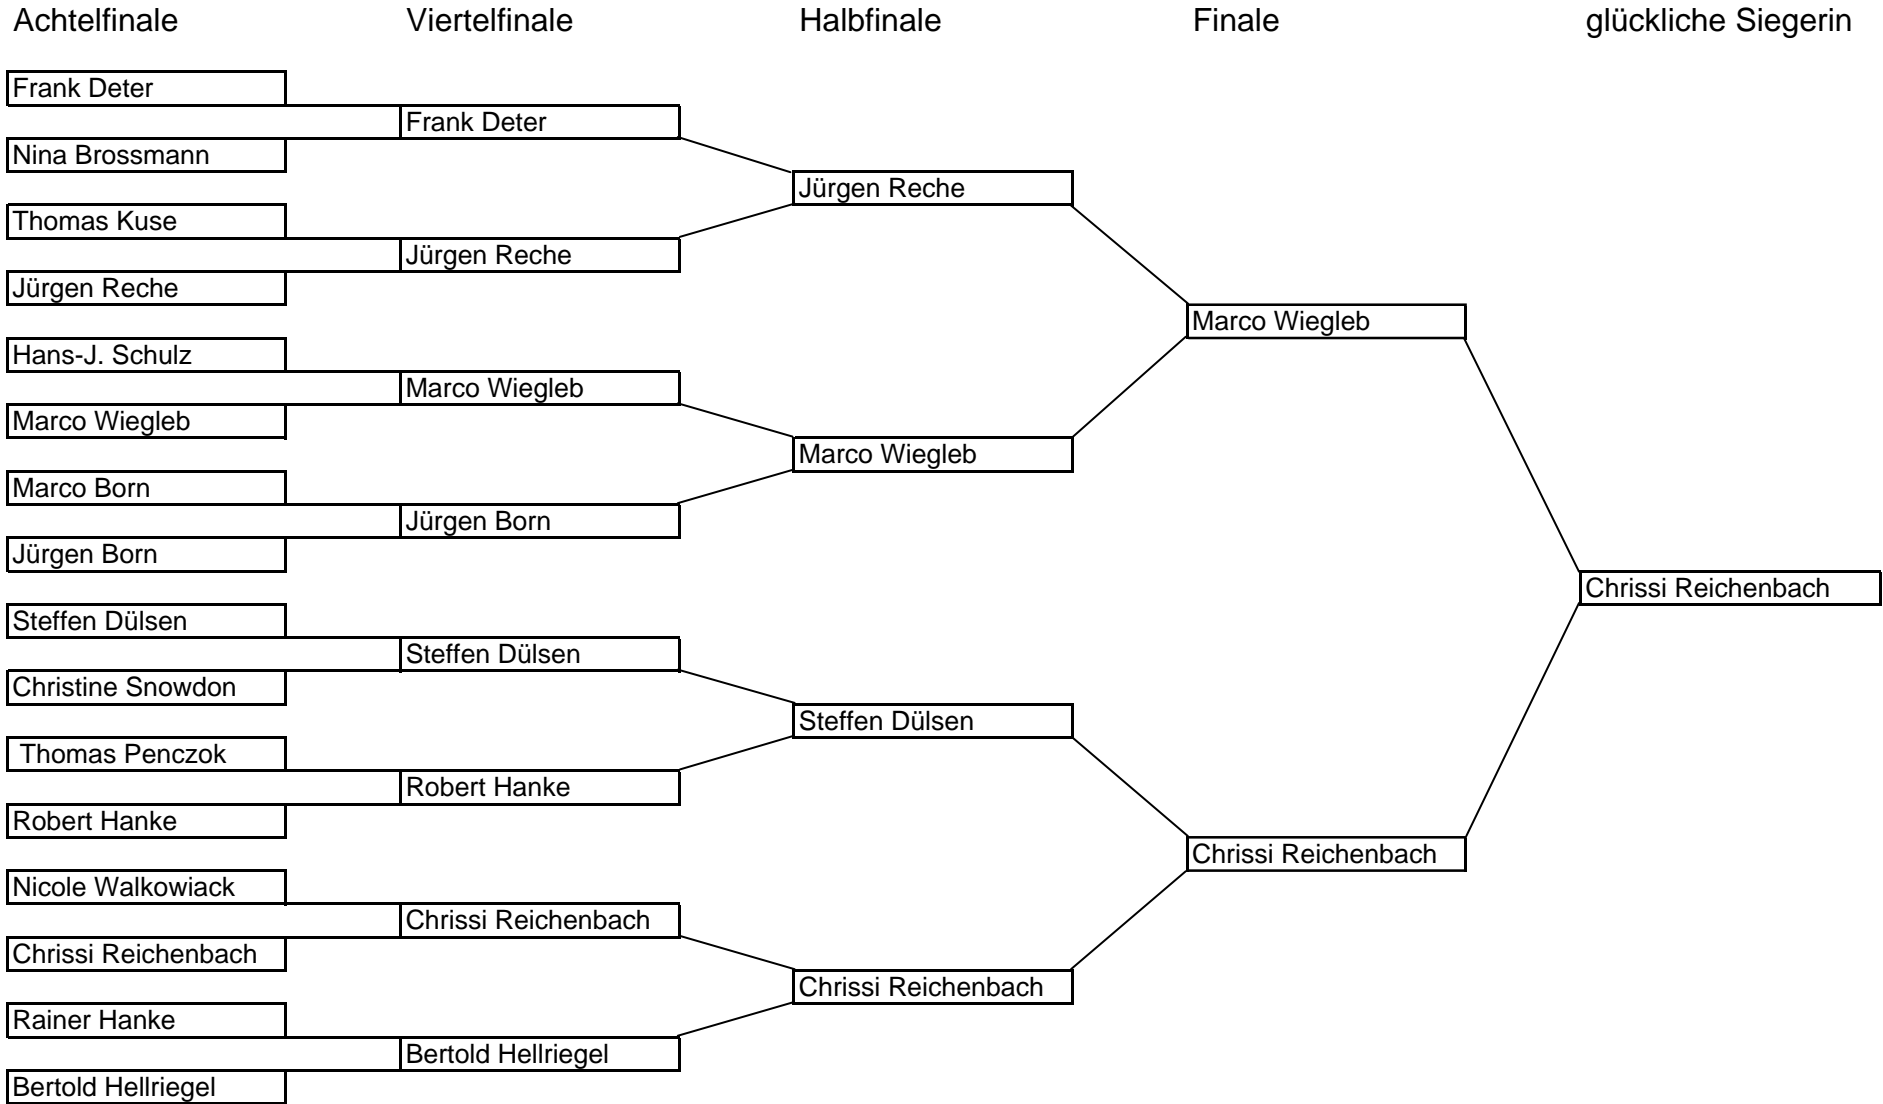 Achtelfinale Viertelfinale Halbfinale Finale glückliche Siegerin
Frank Deter
Frank Deter
Nina Brossmann
Jürgen Reche
Thomas Kuse
Jürgen Reche
Jürgen Reche
Marco Wiegleb
Hans-J. Schulz
Marco Wiegleb
Marco Wiegleb
Marco Wiegleb
Marco Born
Jürgen Born
Jürgen Born
Chrissi Reichenbach
Steffen Dülsen
Steffen Dülsen
Christine Snowdon
Steffen Dülsen
Thomas Penczok
Robert Hanke
Robert Hanke
Chrissi Reichenbach
Nicole Walkowiack
Chrissi Reichenbach
Chrissi Reichenbach
Chrissi Reichenbach
Rainer Hanke
Bertold Hellriegel
Bertold Hellriegel